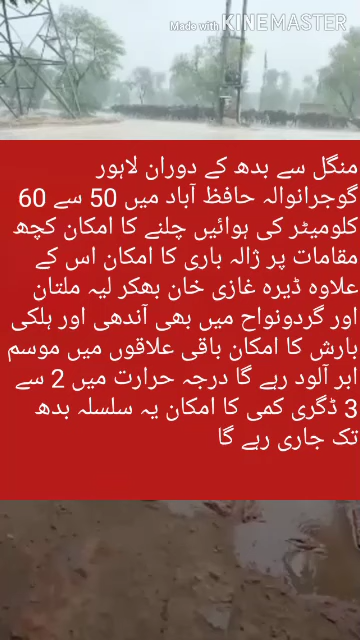 Made with KINEMASTER
منگل سے بدھ کے دوران لاہور
گوجرانوالہ حافظ آباد میں 50 سے 60
کلومیٹر کی ہوائیں چلنے کا امکان کچھ
مقامات پر ژالہ باری کا امکان اس کے
علاوہ ڈیرہ غازی خان بھکر لیہ ملتان
اور گردونواح میں بھی آندھی اور ہلکی
بارش کا امکان باقی علاقوں میں موسم
ابر آلود رہے گا درجہ حرارت میں 2 سے
3 ڈگری کمی کا امکان یہ سلسلہ بدھ
تک جاری رہے گا